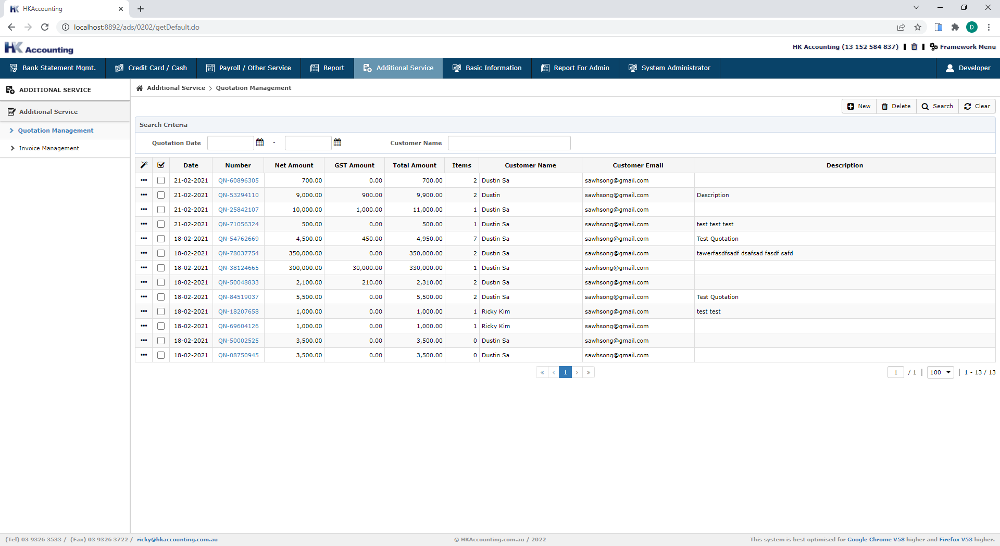 HKAccounting
localhost:8892/ads/0202/getDefault.do
D
HK Accounting
HK Accounting (13 152 584 837) | | Framework Menu
Bank Statement Mgmt. Credit Card / Cash Payroll / Other Service Report Additional Service Basic Information Report For Admin System Administrator Developer
ADDITIONAL SERVICE
Additional Service
Quotation Management
Invoice Management
Additional Service > Quotation Management
New Delete Search Clear
Search Criteria
Quotation Date - Customer Name
Date Number Net Amount GST Amount Total Amount Items Customer Name Customer Email Description
21-02-2021 QN-60896305 700.00 0.00 700.00 2 Dustin Sa sawhsong@gmail.com
21-02-2021 QN-53294110 9,000.00 900.00 9,900.00 2 Dustin sawhsong@gmail.com Description
21-02-2021 QN-25842107 10,000.00 1,000.00 11,000.00 1 Dustin Sa sawhsong@gmail.com
21-02-2021 QN-71056324 500.00 0.00 500.00 1 Dustin Sa sawhsong@gmail.com test test test
18-02-2021 QN-54762669 4,500.00 450.00 4,950.00 7 Dustin Sa sawhsong@gmail.com Test Quotation
18-02-2021 QN-78037754 350,000.00 0.00 350,000.00 2 Dustin Sa sawhsong@gmail.com tawerfasdfsadf dsafsad fasdf safd
18-02-2021 QN-38124665 300,000.00 30,000.00 330,000.00 1 Dustin Sa sawhsong@gmail.com
18-02-2021 QN-50048833 2,100.00 210.00 2,310.00 2 Dustin Sa sawhsong@gmail.com
18-02-2021 QN-84519037 5,500.00 0.00 5,500.00 2 Dustin Sa sawhsong@gmail.com Test Quotation
18-02-2021 QN-18207658 1,000.00 0.00 1,000.00 1 Ricky Kim sawhsong@gmail.com test test
18-02-2021 QN-69604126 1,000.00 0.00 1,000.00 1 Ricky Kim sawhsong@gmail.com
18-02-2021 QN-50002525 3,500.00 0.00 3,500.00 0 Dustin Sa sawhsong@gmail.com
18-02-2021 QN-08750945 3,500.00 0.00 3,500.00 0 Dustin Sa sawhsong@gmail.com
« ‹ 1 › » 1 / 1 | 100 | 1 - 13 / 13
(Tel) 03 9326 3533 / (Fax) 03 9326 3722 / ricky@hkaccounting.com.au © HKAccounting.com.au / 2022 This system is best optimised for Google Chrome V58 higher and Firefox V53 higher.